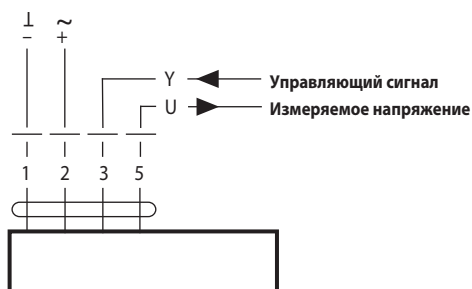 ⊥ ~
– +
Y Управляющий сигнал
U Измеряемое напряжение
1 2 3 5